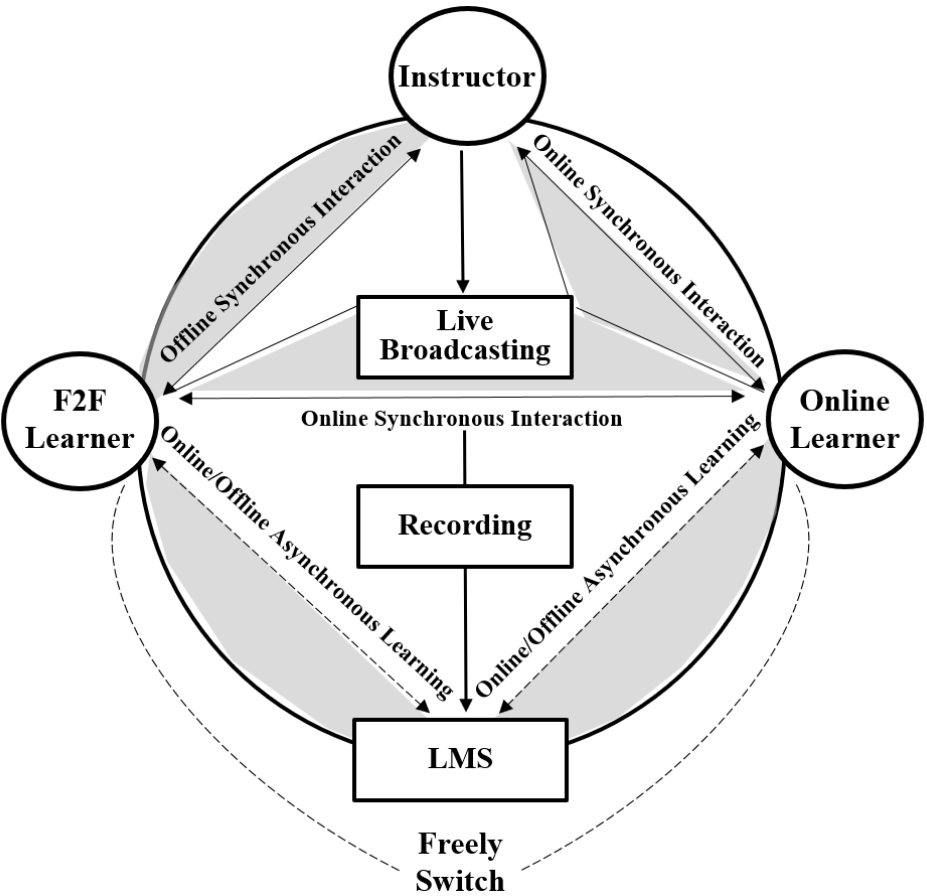 Instructor
Offline Synchronous Interaction
Online Synchronous Interaction
Live
Broadcasting
F2F
Learner
Online
Learner
Online Synchronous Interaction
Online/Offline Asynchronous Learning
Online/Offline Asynchronous Learning
Recording
LMS
Freely
Switch